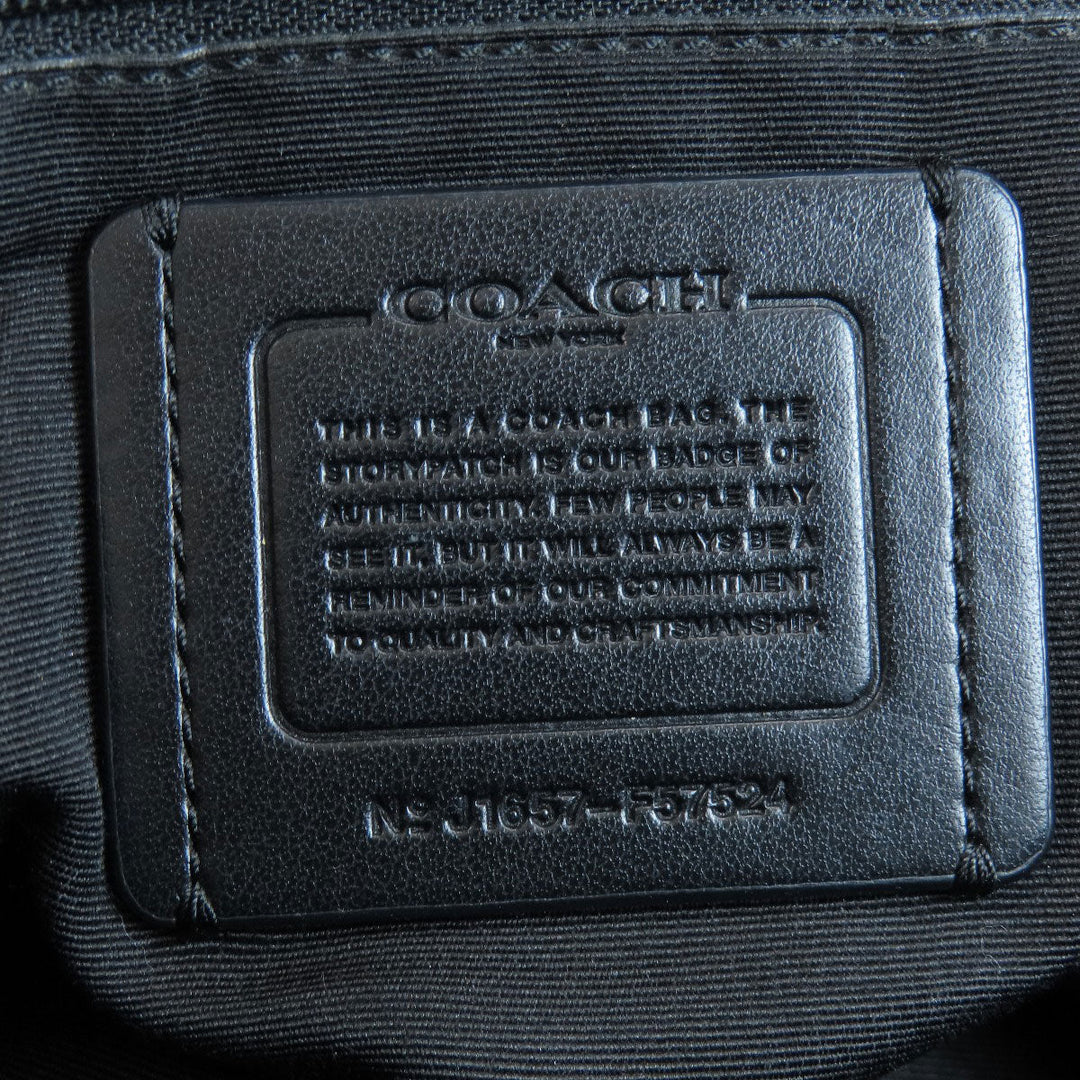 COACH
NEW YORK
THIS IS A COACH BAG. THE
STORYPATCH IS OUR BADGE OF
AUTHENTICITY. FEW PEOPLE MAY
SEE IT, BUT IT WILL ALWAYS BE A
REMINDER OF OUR COMMITMENT
TO QUALITY AND CRAFTSMANSHIP.
Nº J1657-F57524